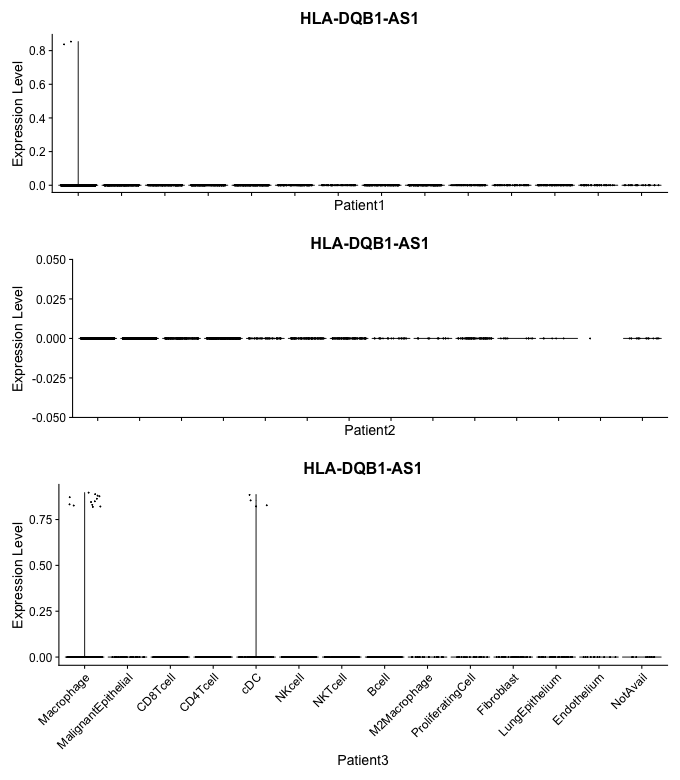 HLA-DQB1-AS1
Expression Level
0.8
0.6
0.4
0.2
0.0
Patient1
HLA-DQB1-AS1
Expression Level
0.050
0.025
0.000
-0.025
-0.050
Patient2
HLA-DQB1-AS1
Expression Level
0.75
0.50
0.25
0.00
Macrophage
MalignantEpithelial
CD8Tcell
CD4Tcell
cDC
NKcell
NKTcell
Bcell
M2Macrophage
ProliferatingCell
Fibroblast
LungEpithelium
Endothelium
NotAvail
Patient3